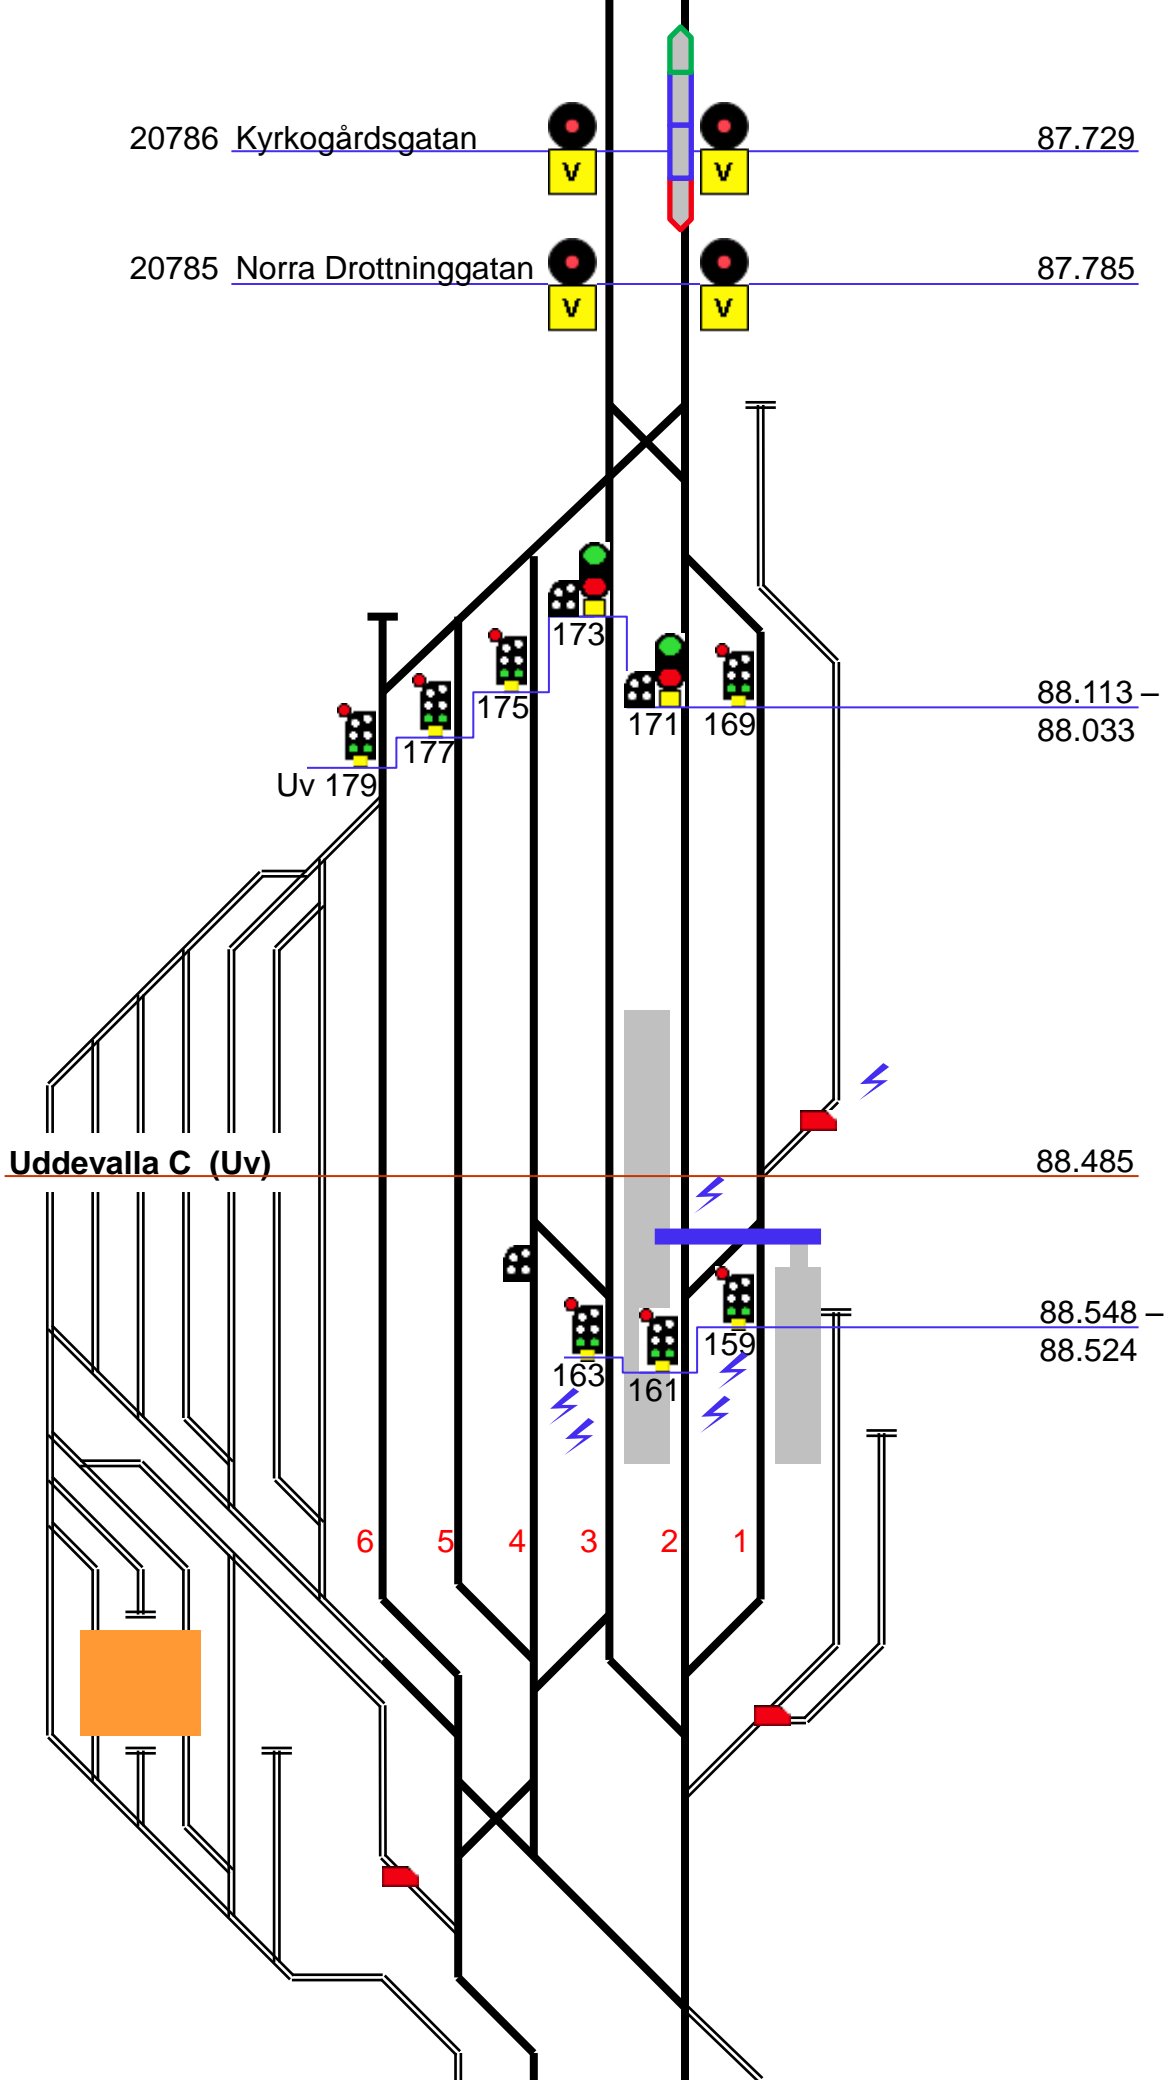 20786 Kyrkogårdsgatan 87.729
V V
20785 Norra Drottninggatan 87.785
V V
173
175 171 169 88.113 –
177 88.033
Uv 179
Uddevalla C (Uv) 88.485
88.548 –
159 88.524
163 161
6 5 4 3 2 1